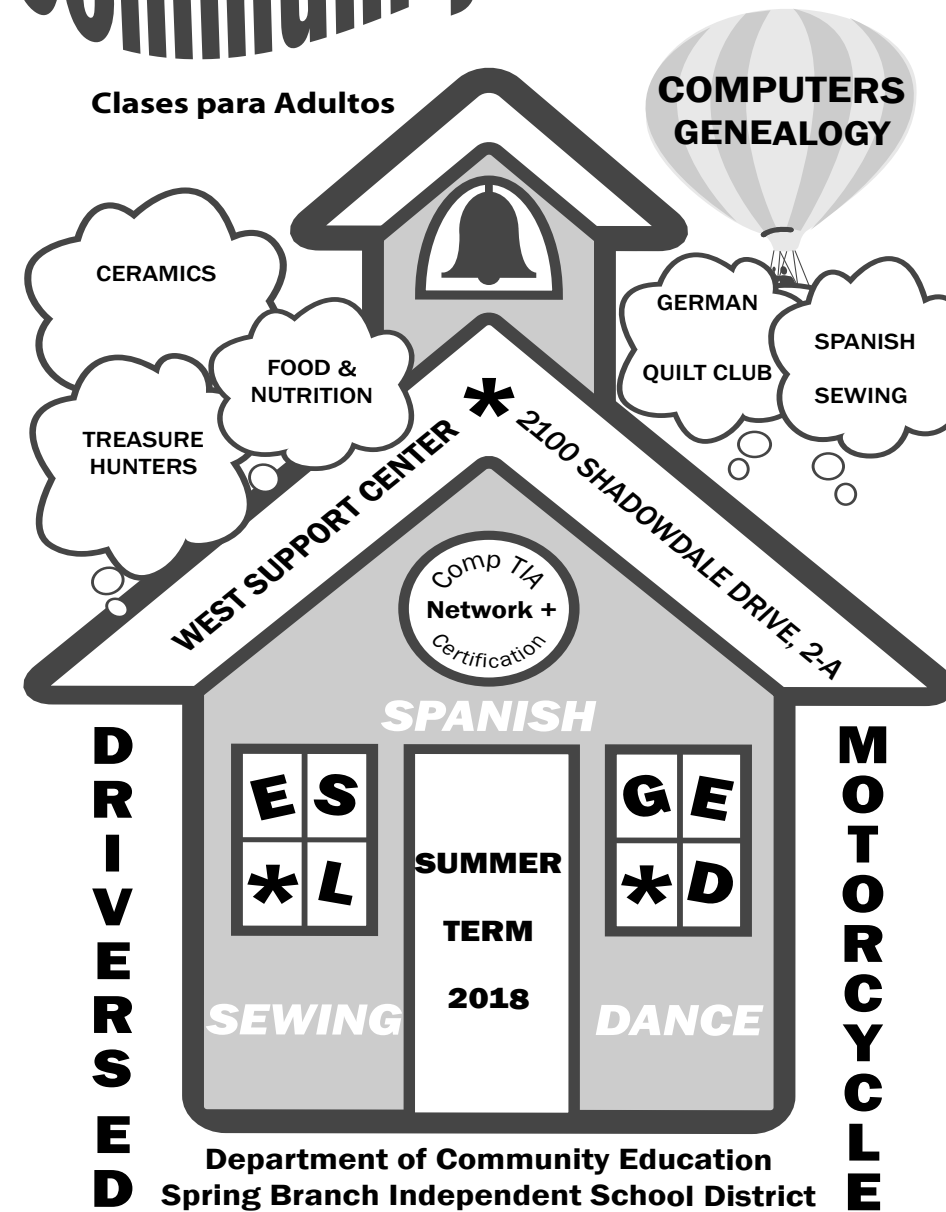 Clases para Adultos
COMPUTERS
GENEALOGY
CERAMICS
FOOD &
NUTRITION
TREASURE
HUNTERS
GERMAN
QUILT CLUB
SPANISH
SEWING
WEST SUPPORT CENTER * 2100 SHADOWDALE DRIVE, 2-A
Comp TIA
Network +
Certification
SPANISH
ES
*L
GE
*D
SUMMER
TERM
2018
SEWING
DANCE
DRIVERS ED
MOTORCYCLE
Department of Community Education
Spring Branch Independent School District